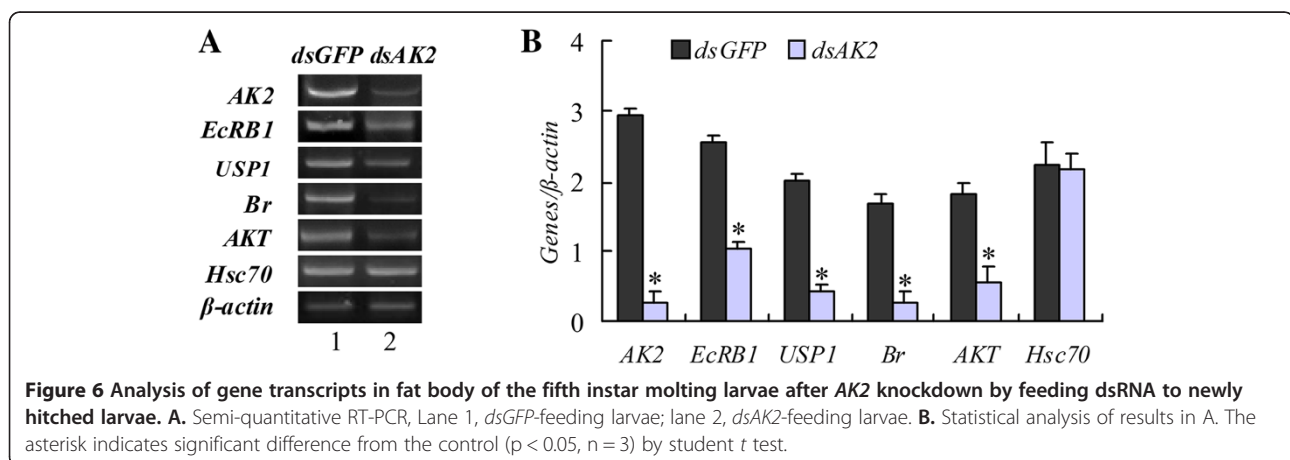 A
B
dsGFP dsAK2
AK2
EcRB1
USP1
Br
AKT
Hsc70
β-actin
1 2
Genes/β-actin
4
3
2
1
0
dsGFP dsAK2
* * * * *
AK2 EcRB1 USP1 Br AKT Hsc70
Figure 6 Analysis of gene transcripts in fat body of the fifth instar molting larvae after AK2 knockdown by feeding dsRNA to newly
hitched larvae. A. Semi-quantitative RT-PCR, Lane 1, dsGFP-feeding larvae; lane 2, dsAK2-feeding larvae. B. Statistical analysis of results in A. The
asterisk indicates significant difference from the control (p < 0.05, n = 3) by student t test.